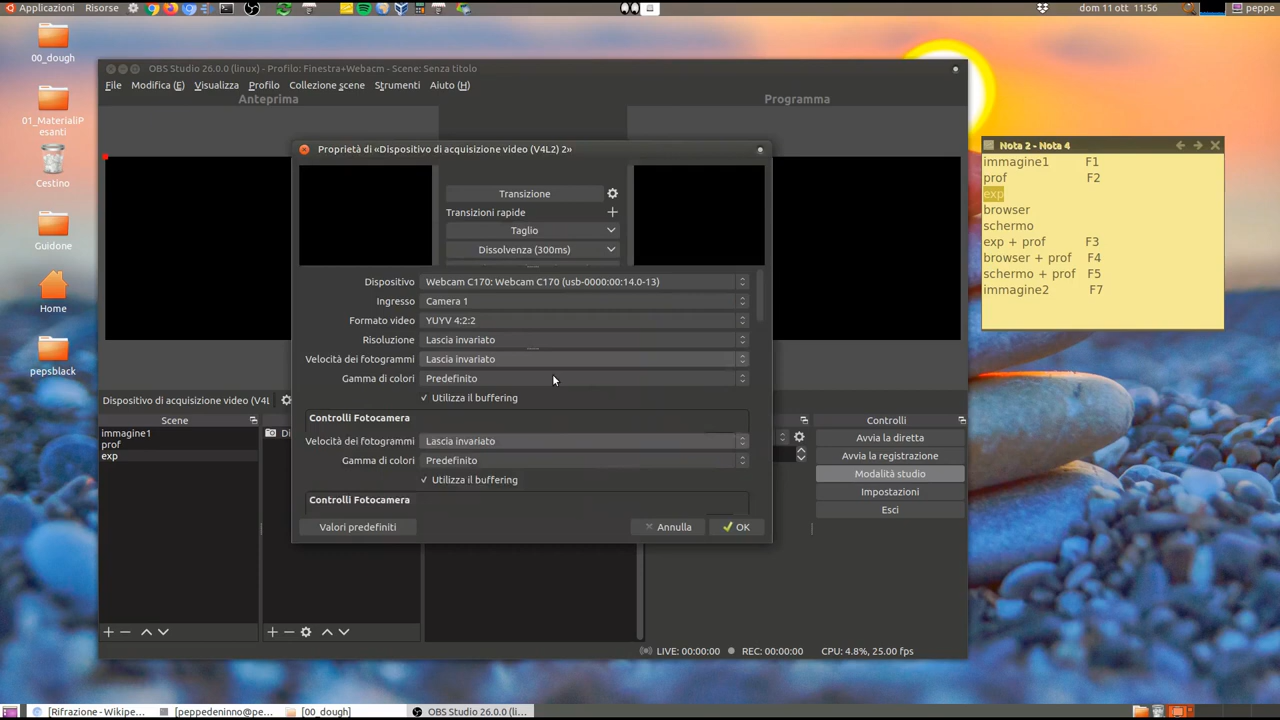 Applicazioni Risorse dom 11 ott 11:56 peppe
00_dough
01_MaterialiP
esanti
Cestino
Guidone
Home
pepsblack
OBS Studio 26.0.0 (linux) - Profilo: Finestra+Webacm - Scene: Senza titolo
File Modifica (E) Visualizza Profilo Collezione scene Strumenti Aiuto (H)
Anteprima Programma
Proprietà di «Dispositivo di acquisizione video (V4L2) 2»
Transizione
Transizioni rapide
Taglio
Dissolvenza (300ms)
Dispositivo Webcam C170: Webcam C170 (usb-0000:00:14.0-13)
Ingresso Camera 1
Formato video YUYV 4:2:2
Risoluzione Lascia invariato
Velocità dei fotogrammi Lascia invariato
Gamma di colori Predefinito
Utilizza il buffering
Controlli Fotocamera
Velocità dei fotogrammi Lascia invariato
Gamma di colori Predefinito
Utilizza il buffering
Controlli Fotocamera
Valori predefiniti Annulla OK
Dispositivo di acquisizione video (V4L
Scene
immagine1
prof
exp
Di
Controlli
Avvia la diretta
Avvia la registrazione
Modalità studio
Impostazioni
Esci
LIVE: 00:00:00 REC: 00:00:00 CPU: 4.8%, 25.00 fps
Nota 2 - Nota 4
immagine1 F1
prof F2
exp
browser
schermo
exp + prof F3
browser + prof F4
schermo + prof F5
immagine2 F7
[Rifrazione - Wikipe... [peppedeninno@pe... [00_dough] OBS Studio 26.0.0 (li...